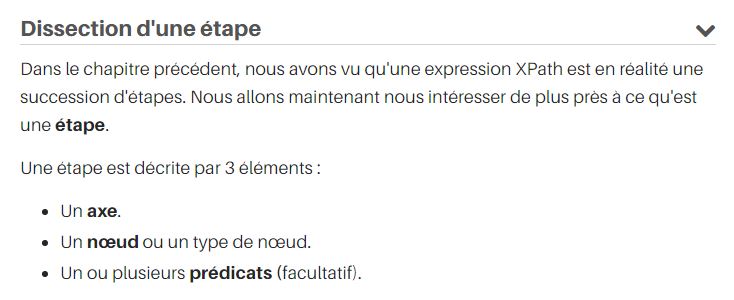 Dissection d'une étape
Dans le chapitre précédent, nous avons vu qu'une expression XPath est en réalité une
succession d'étapes. Nous allons maintenant nous intéresser de plus près à ce qu'est
une étape.
Une étape est décrite par 3 éléments :
• Un axe.
• Un nœud ou un type de nœud.
• Un ou plusieurs prédicats (facultatif).